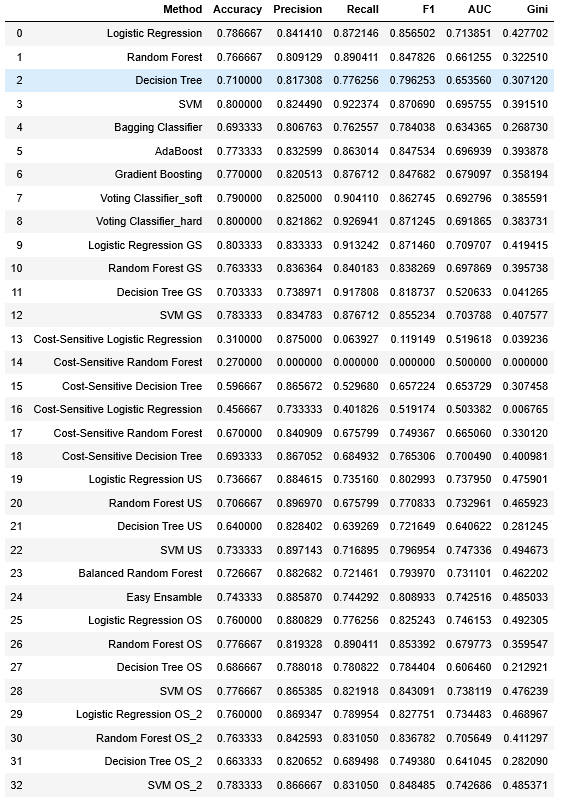 Method Accuracy Precision Recall F1 AUC Gini
0 Logistic Regression 0.786667 0.841410 0.872146 0.856502 0.713851 0.427702
1 Random Forest 0.766667 0.809129 0.890411 0.847826 0.661255 0.322510
2 Decision Tree 0.710000 0.817308 0.776256 0.796253 0.653560 0.307120
3 SVM 0.800000 0.824490 0.922374 0.870690 0.695755 0.391510
4 Bagging Classifier 0.693333 0.806763 0.762557 0.784038 0.634365 0.268730
5 AdaBoost 0.773333 0.832599 0.863014 0.847534 0.696939 0.393878
6 Gradient Boosting 0.770000 0.820513 0.876712 0.847682 0.679097 0.358194
7 Voting Classifier_soft 0.790000 0.825000 0.904110 0.862745 0.692796 0.385591
8 Voting Classifier_hard 0.800000 0.821862 0.926941 0.871245 0.691865 0.383731
9 Logistic Regression GS 0.803333 0.833333 0.913242 0.871460 0.709707 0.419415
10 Random Forest GS 0.763333 0.836364 0.840183 0.838269 0.697869 0.395738
11 Decision Tree GS 0.703333 0.738971 0.917808 0.818737 0.520633 0.041265
12 SVM GS 0.783333 0.834783 0.876712 0.855234 0.703788 0.407577
13 Cost-Sensitive Logistic Regression 0.310000 0.875000 0.063927 0.119149 0.519618 0.039236
14 Cost-Sensitive Random Forest 0.270000 0.000000 0.000000 0.000000 0.500000 0.000000
15 Cost-Sensitive Decision Tree 0.596667 0.865672 0.529680 0.657224 0.653729 0.307458
16 Cost-Sensitive Logistic Regression 0.456667 0.733333 0.401826 0.519174 0.503382 0.006765
17 Cost-Sensitive Random Forest 0.670000 0.840909 0.675799 0.749367 0.665060 0.330120
18 Cost-Sensitive Decision Tree 0.693333 0.867052 0.684932 0.765306 0.700490 0.400981
19 Logistic Regression US 0.736667 0.884615 0.735160 0.802993 0.737950 0.475901
20 Random Forest US 0.706667 0.896970 0.675799 0.770833 0.732961 0.465923
21 Decision Tree US 0.640000 0.828402 0.639269 0.721649 0.640622 0.281245
22 SVM US 0.733333 0.897143 0.716895 0.796954 0.747336 0.494673
23 Balanced Random Forest 0.726667 0.882682 0.721461 0.793970 0.731101 0.462202
24 Easy Ensamble 0.743333 0.885870 0.744292 0.808933 0.742516 0.485033
25 Logistic Regression OS 0.760000 0.880829 0.776256 0.825243 0.746153 0.492305
26 Random Forest OS 0.776667 0.819328 0.890411 0.853392 0.679773 0.359547
27 Decision Tree OS 0.686667 0.788018 0.780822 0.784404 0.606460 0.212921
28 SVM OS 0.776667 0.865385 0.821918 0.843091 0.738119 0.476239
29 Logistic Regression OS_2 0.760000 0.869347 0.789954 0.827751 0.734483 0.468967
30 Random Forest OS_2 0.763333 0.842593 0.831050 0.836782 0.705649 0.411297
31 Decision Tree OS_2 0.663333 0.820652 0.689498 0.749380 0.641045 0.282090
32 SVM OS_2 0.783333 0.866667 0.831050 0.848485 0.742686 0.485371